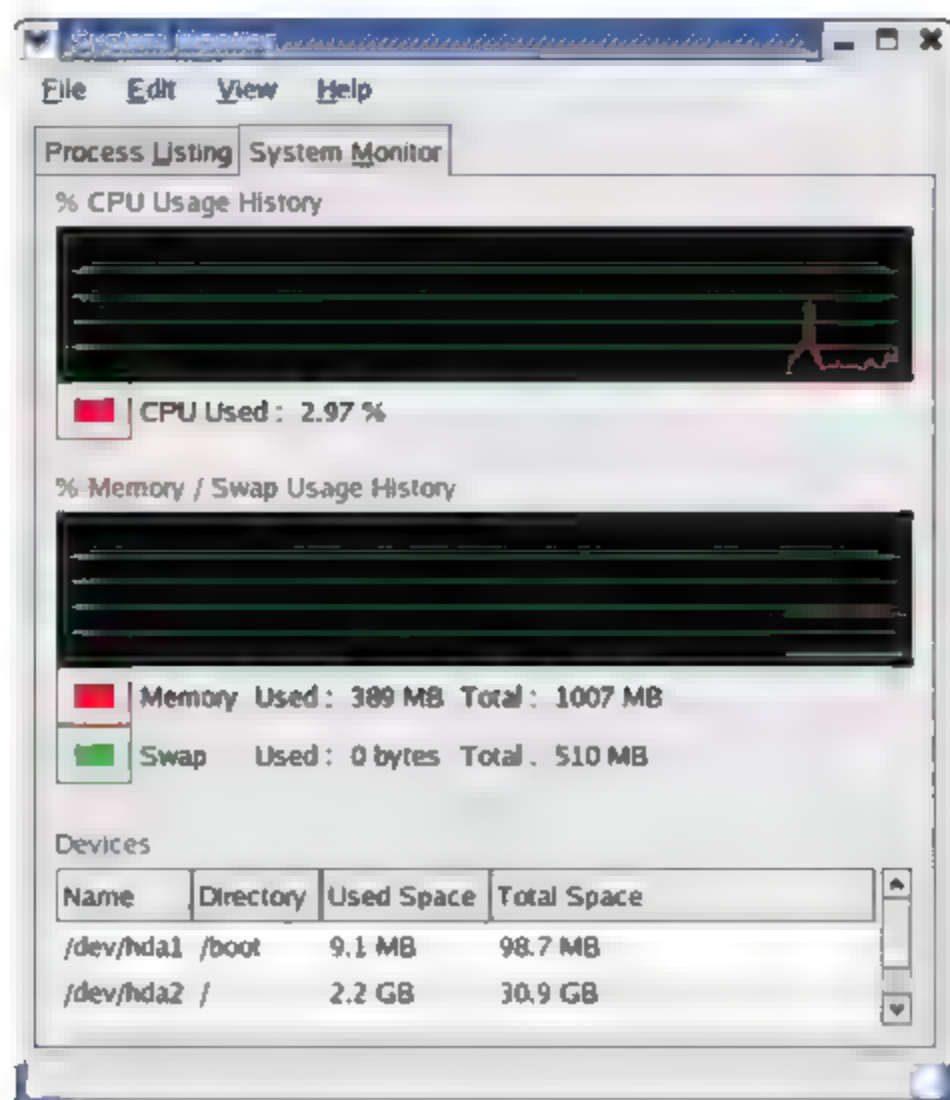 System Monitor
File Edit View Help
Process Listing System Monitor
% CPU Usage History
CPU Used : 2.97 %
% Memory / Swap Usage History
Memory Used : 389 MB Total : 1007 MB
Swap Used : 0 bytes Total : 510 MB
Devices
Name Directory Used Space Total Space
/dev/hda1 /boot 9.1 MB 98.7 MB
/dev/hda2 / 2.2 GB 30.9 GB